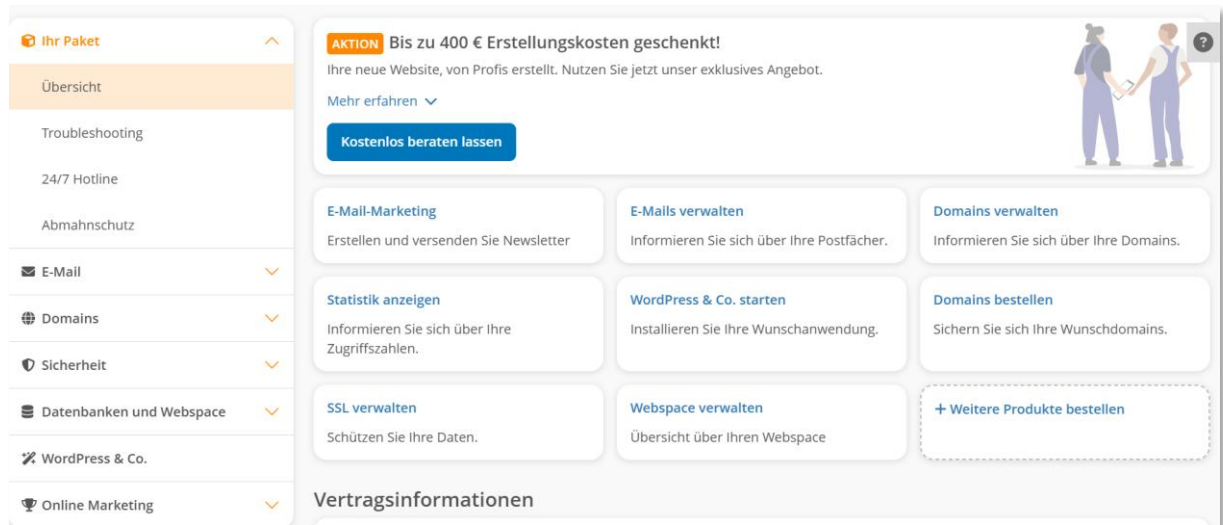 Ihr Paket
Übersicht
Troubleshooting
24/7 Hotline
Abmahnschutz
E-Mail
Domains
Sicherheit
Datenbanken und Webspace
WordPress & Co.
Online Marketing
AKTION Bis zu 400 € Erstellungskosten geschenkt!
Ihre neue Website, von Profis erstellt. Nutzen Sie jetzt unser exklusives Angebot.
Mehr erfahren
Kostenlos beraten lassen
?
E-Mail-Marketing
Erstellen und versenden Sie Newsletter
E-Mails verwalten
Informieren Sie sich über Ihre Postfächer.
Domains verwalten
Informieren Sie sich über Ihre Domains.
Statistik anzeigen
Informieren Sie sich über Ihre
Zugriffszahlen.
WordPress & Co. starten
Installieren Sie Ihre Wunschanwendung.
Domains bestellen
Sichern Sie sich Ihre Wunschdomains.
SSL verwalten
Schützen Sie Ihre Daten.
Webspace verwalten
Übersicht über Ihren Webspace
+ Weitere Produkte bestellen
Vertragsinformationen